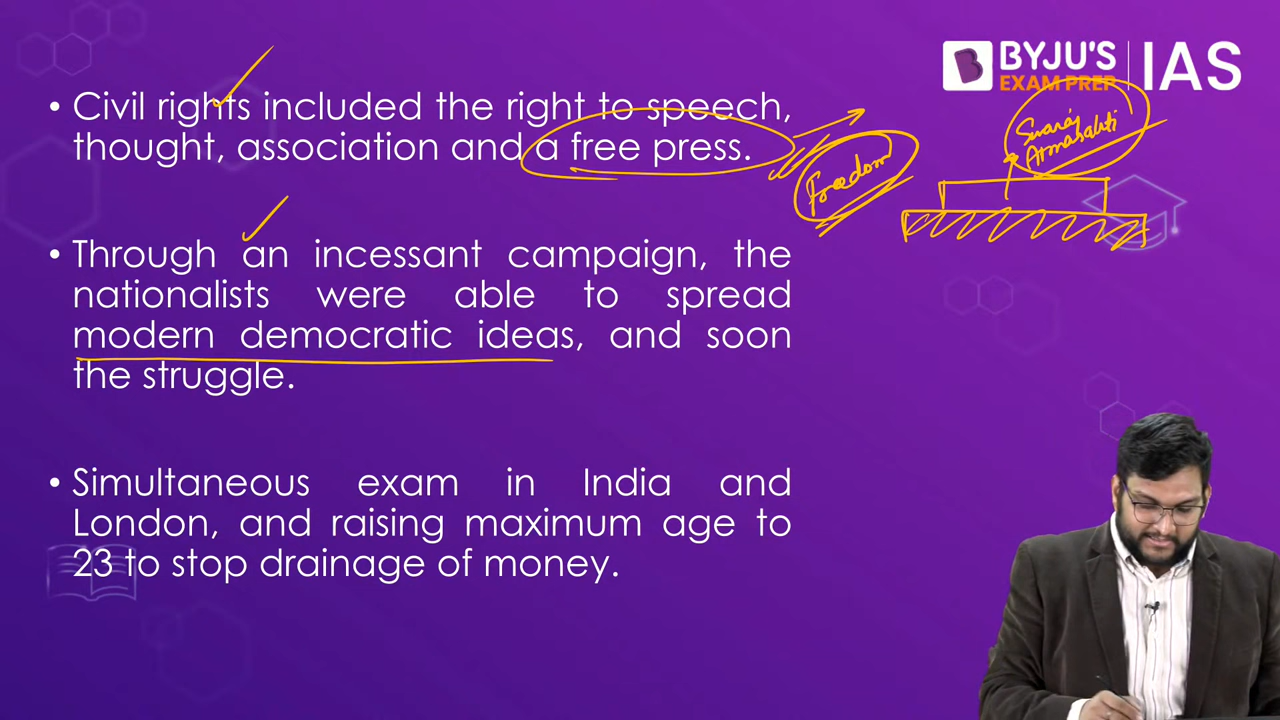 BYJU'S
EXAM PREP
IAS
• Civil rights included the right to speech,
thought, association and a free press.
Freedom
Swaraj
Atmasakti
• Through an incessant campaign, the
nationalists were able to spread
modern democratic ideas, and soon
the struggle.
• Simultaneous exam in India and
London, and raising maximum age to
23 to stop drainage of money.